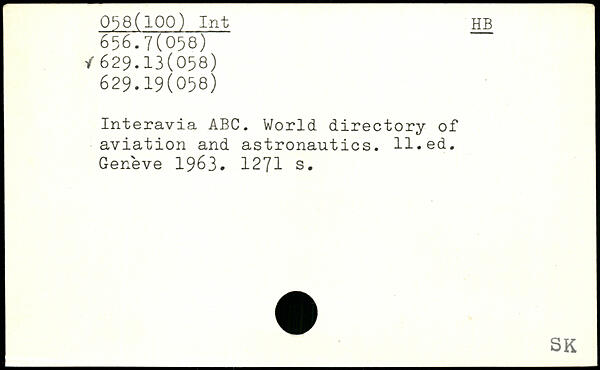 058(100) Int HB
656.7(058)
√ 629.13(058)
629.19(058)
Interavia ABC. World directory of
aviation and astronautics. 11.ed.
Genève 1963. 1271 s.
SK